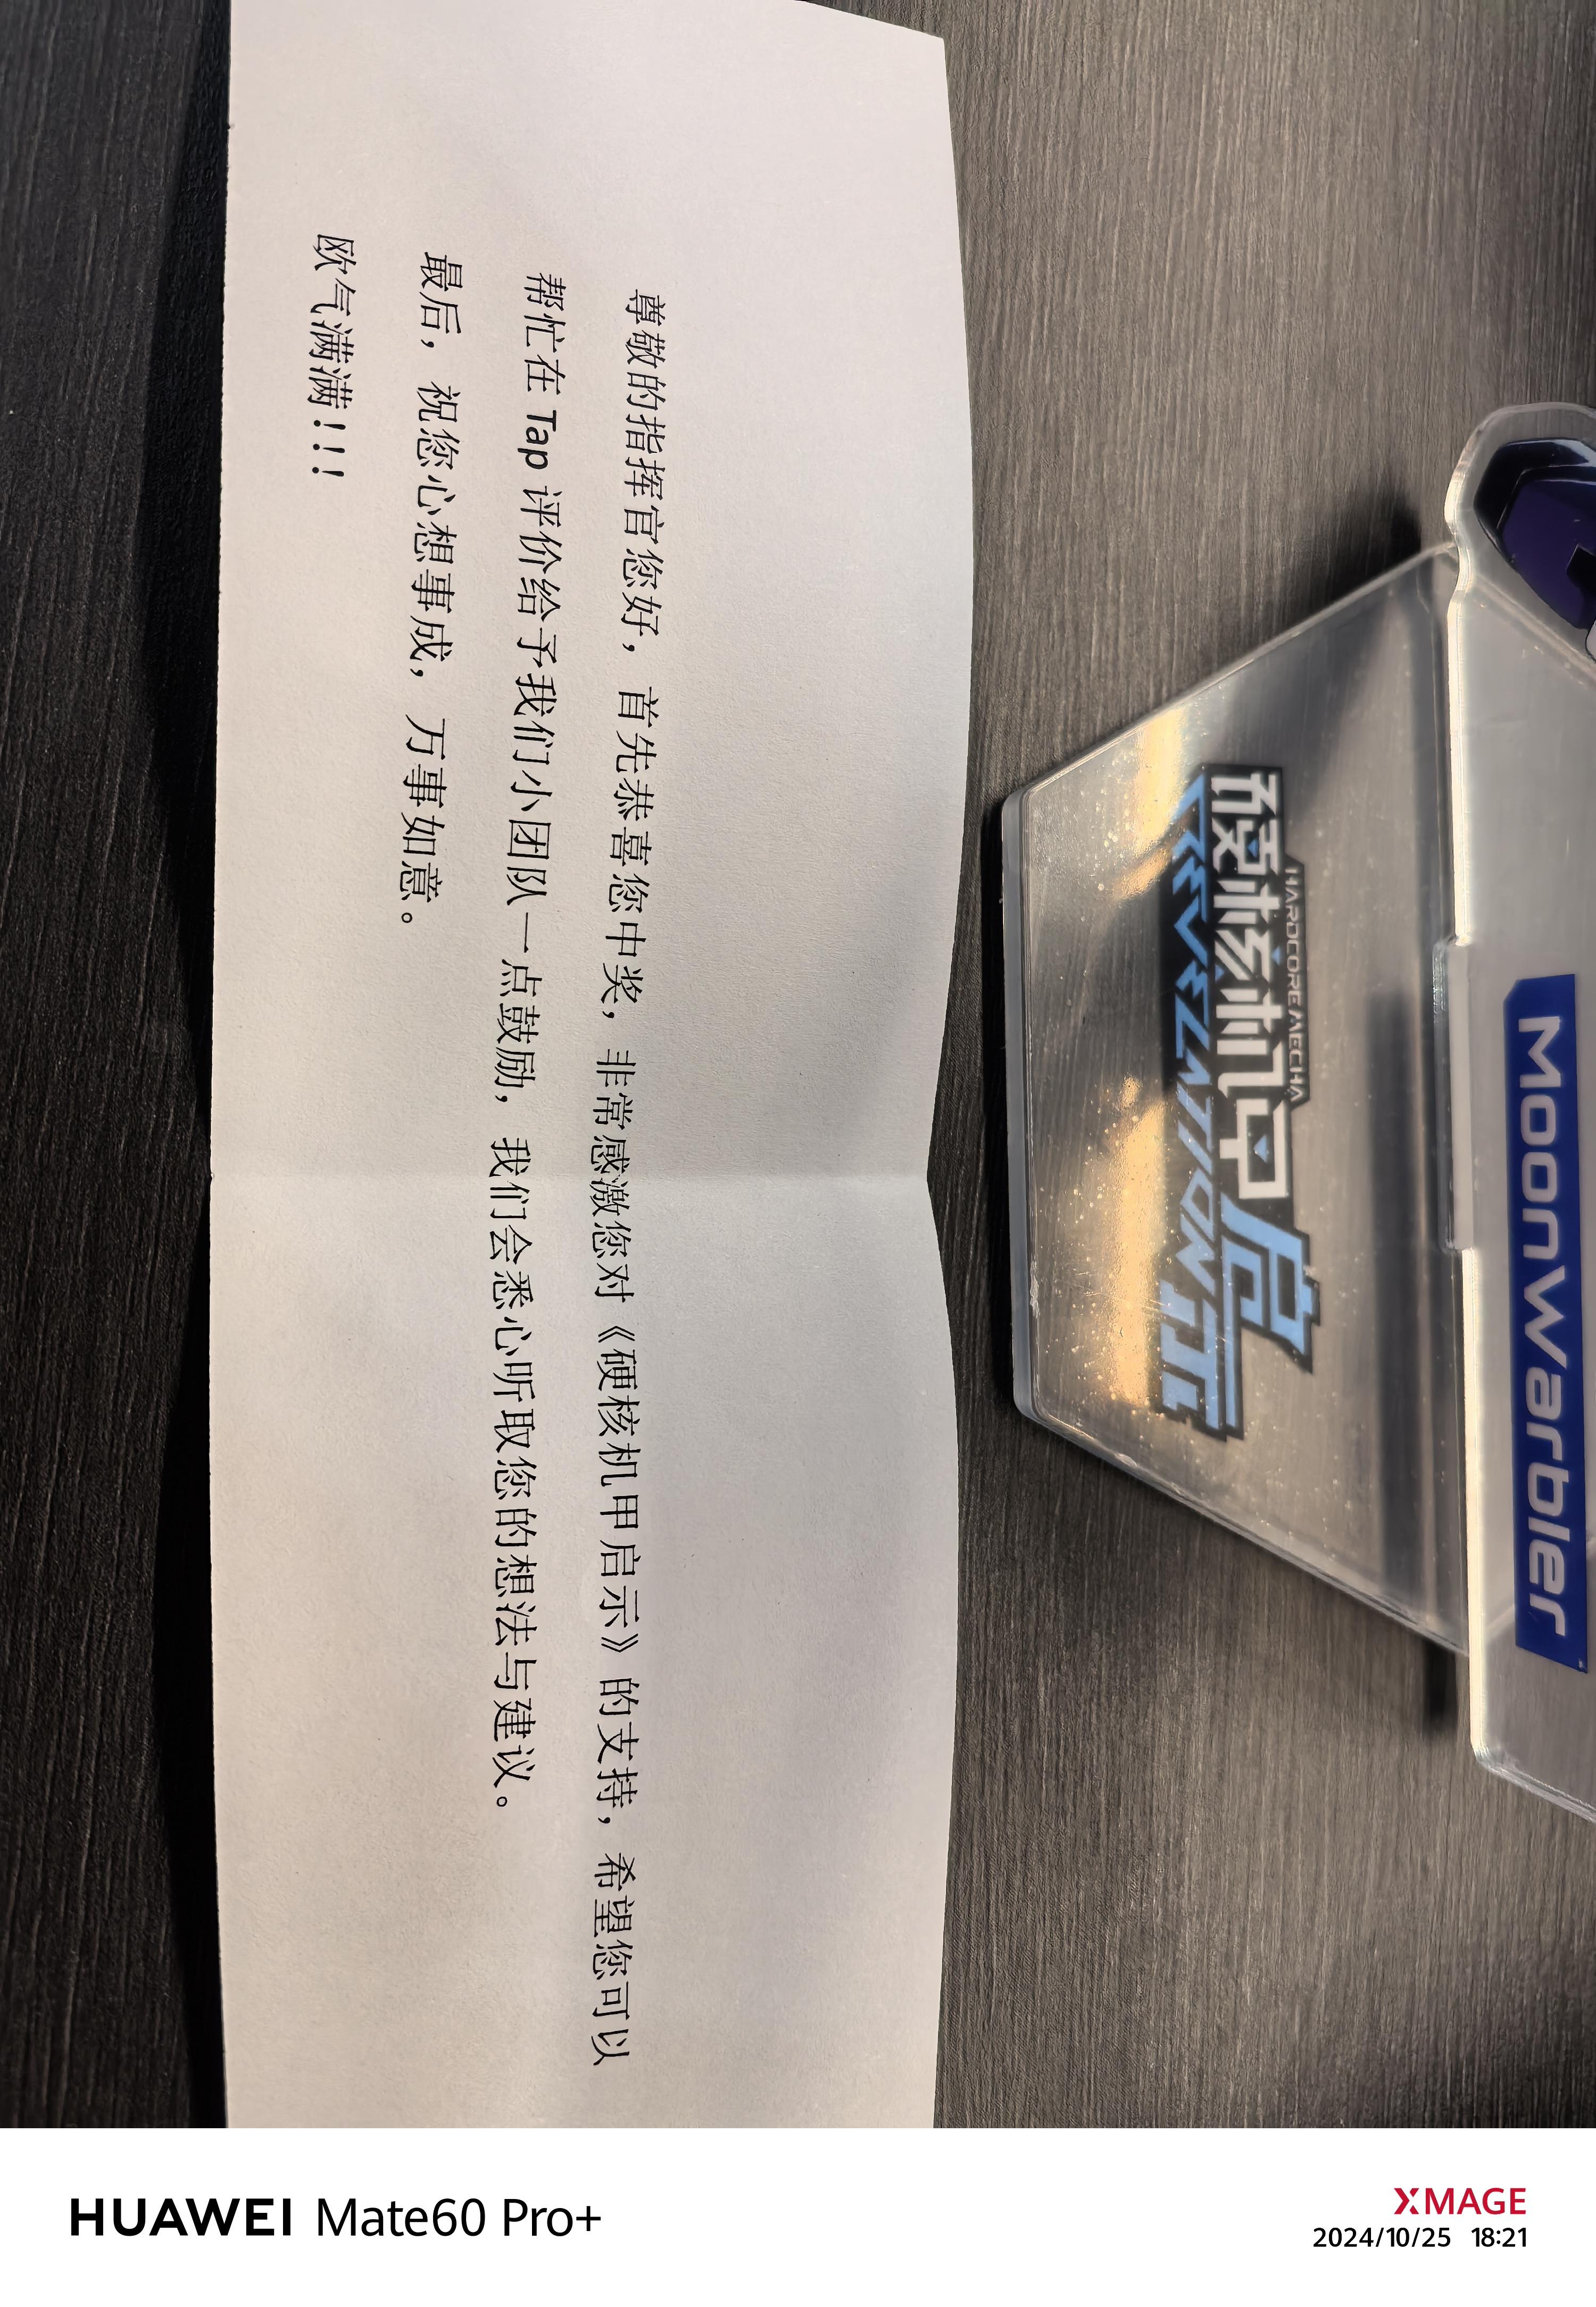 尊敬的指挥官您好，首先恭喜您中奖，非常感激您对《硬核机甲启示》的支持，希望您可以
帮忙在 Tap 评价给予我们小团队一点鼓励，我们会悉心听取您的想法与建议。
最后，祝您心想事成，万事如意。
欧气满满！！！
HARDCORE MECHA
硬核机甲启示
REVELATION
MOONWARBLER
HUAWEI Mate60 Pro+
XMAGE
2024/10/25 18:21